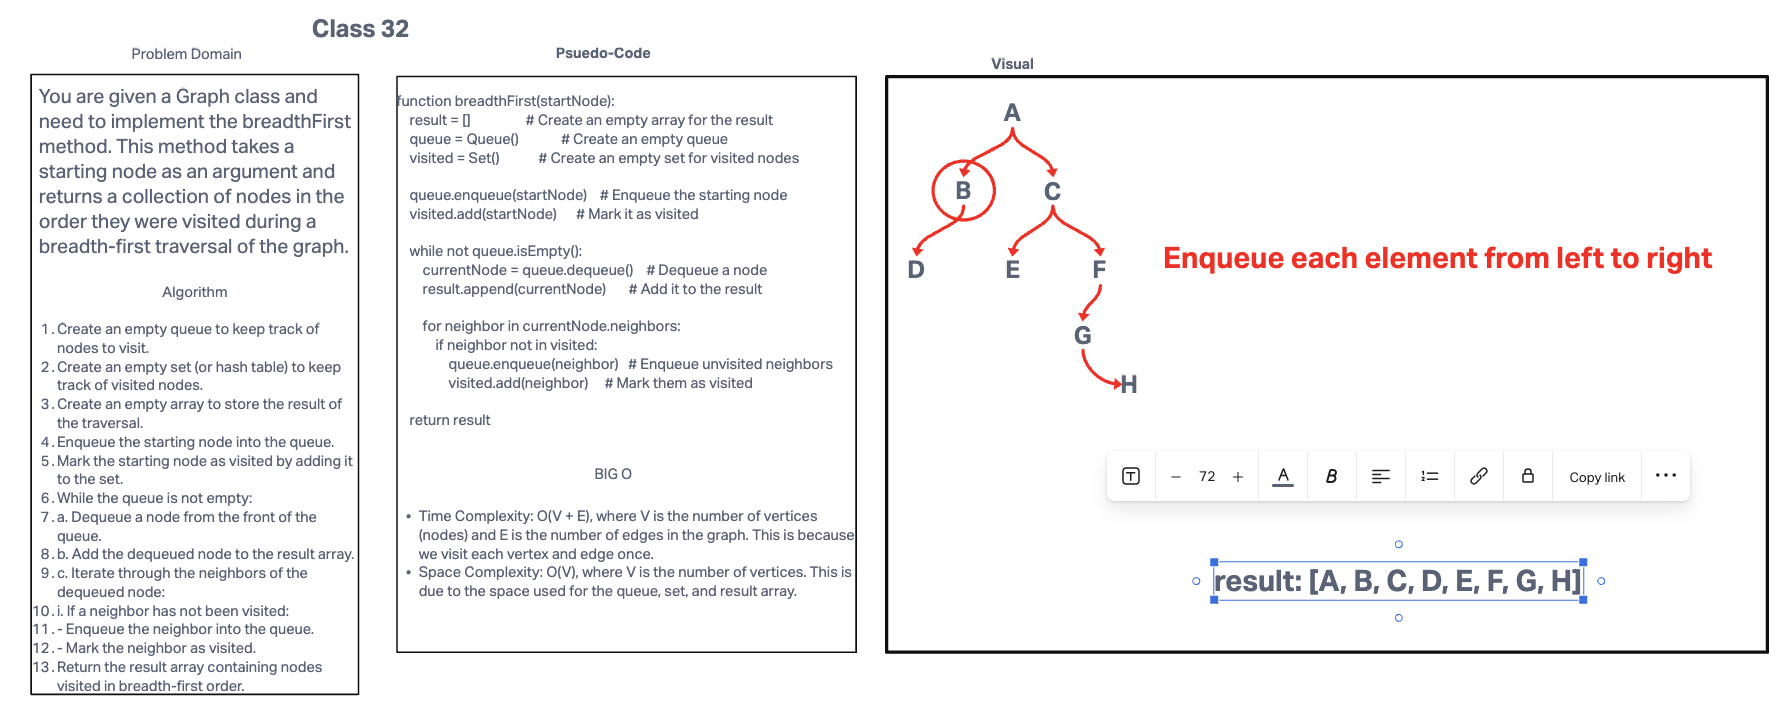 Class 32
Problem Domain
You are given a Graph class and
need to implement the breadthFirst
method. This method takes a
starting node as an argument and
returns a collection of nodes in the
order they were visited during a
breadth-first traversal of the graph.
Algorithm
1. Create an empty queue to keep track of
nodes to visit.
2. Create an empty set (or hash table) to keep
track of visited nodes.
3. Create an empty array to store the result of
the traversal.
4. Enqueue the starting node into the queue.
5. Mark the starting node as visited by adding it
to the set.
6. While the queue is not empty:
7. a. Dequeue a node from the front of the
queue.
8. b. Add the dequeued node to the result array.
9. c. Iterate through the neighbors of the
dequeued node:
10. i. If a neighbor has not been visited:
11. - Enqueue the neighbor into the queue.
12. - Mark the neighbor as visited.
13. Return the result array containing nodes
visited in breadth-first order.
Psuedo-Code
function breadthFirst(startNode):
result = [] # Create an empty array for the result
queue = Queue() # Create an empty queue
visited = Set() # Create an empty set for visited nodes
queue.enqueue(startNode) # Enqueue the starting node
visited.add(startNode) # Mark it as visited
while not queue.isEmpty():
currentNode = queue.dequeue() # Dequeue a node
result.append(currentNode) # Add it to the result
for neighbor in currentNode.neighbors:
if neighbor not in visited:
queue.enqueue(neighbor) # Enqueue unvisited neighbors
visited.add(neighbor) # Mark them as visited
return result
BIG O
• Time Complexity: O(V + E), where V is the number of vertices
(nodes) and E is the number of edges in the graph. This is because
we visit each vertex and edge once.
• Space Complexity: O(V), where V is the number of vertices. This is
due to the space used for the queue, set, and result array.
Visual
A
B C
D E F
G
H
Enqueue each element from left to right
T − 72 + A B Copy link ...
result: [A, B, C, D, E, F, G, H]